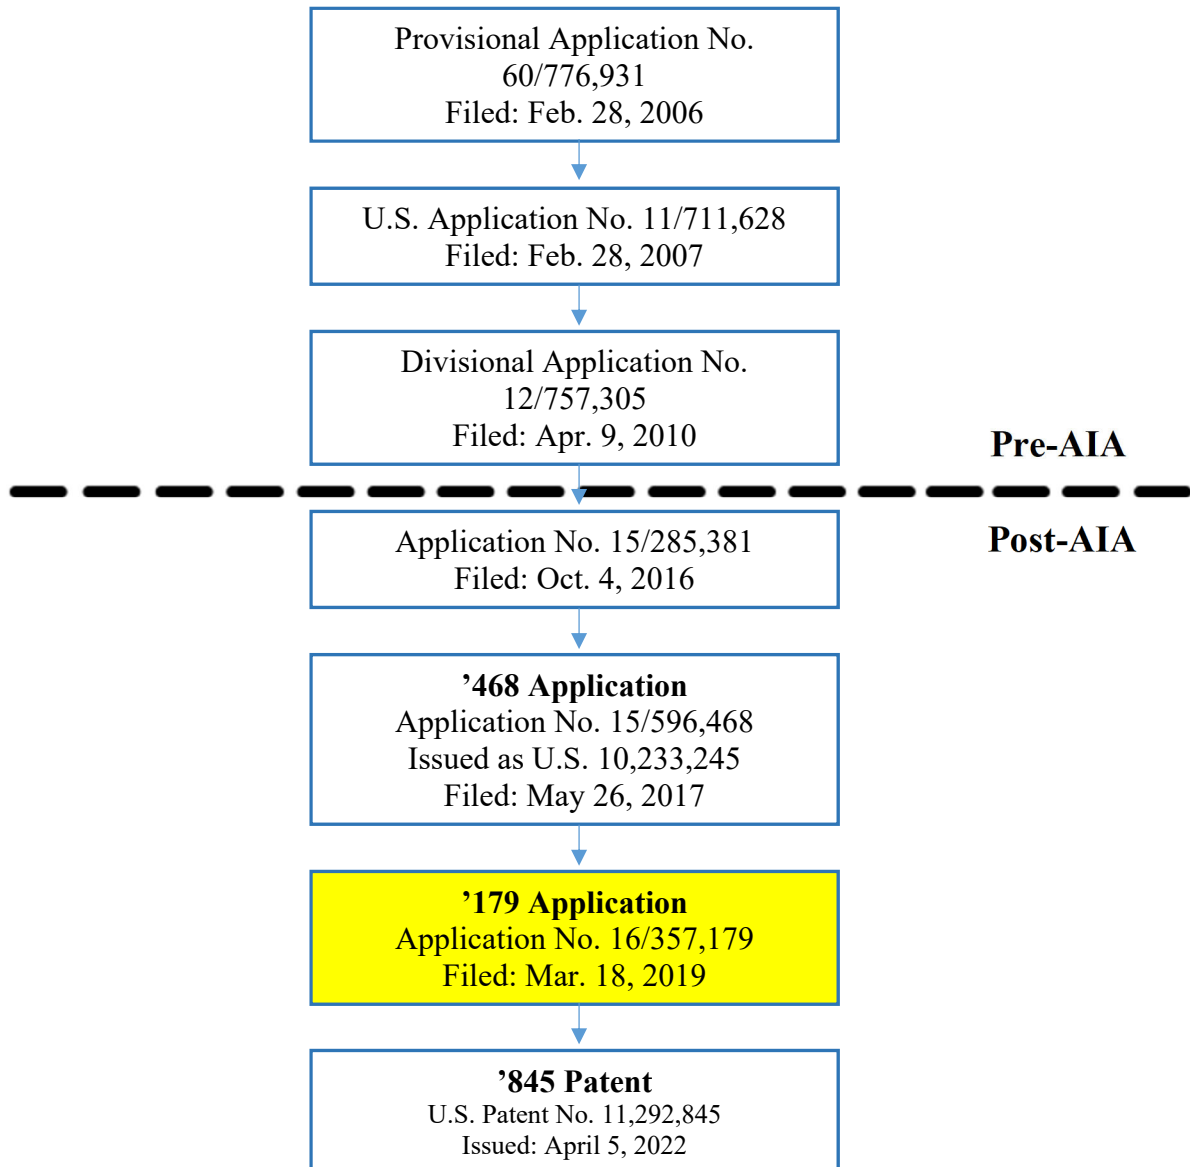 Provisional Application No.
60/776,931
Filed: Feb. 28, 2006
U.S. Application No. 11/711,628
Filed: Feb. 28, 2007
Divisional Application No.
12/757,305
Filed: Apr. 9, 2010
Pre-AIA
Post-AIA
Application No. 15/285,381
Filed: Oct. 4, 2016
’468 Application
Application No. 15/596,468
Issued as U.S. 10,233,245
Filed: May 26, 2017
’179 Application
Application No. 16/357,179
Filed: Mar. 18, 2019
’845 Patent
U.S. Patent No. 11,292,845
Issued: April 5, 2022